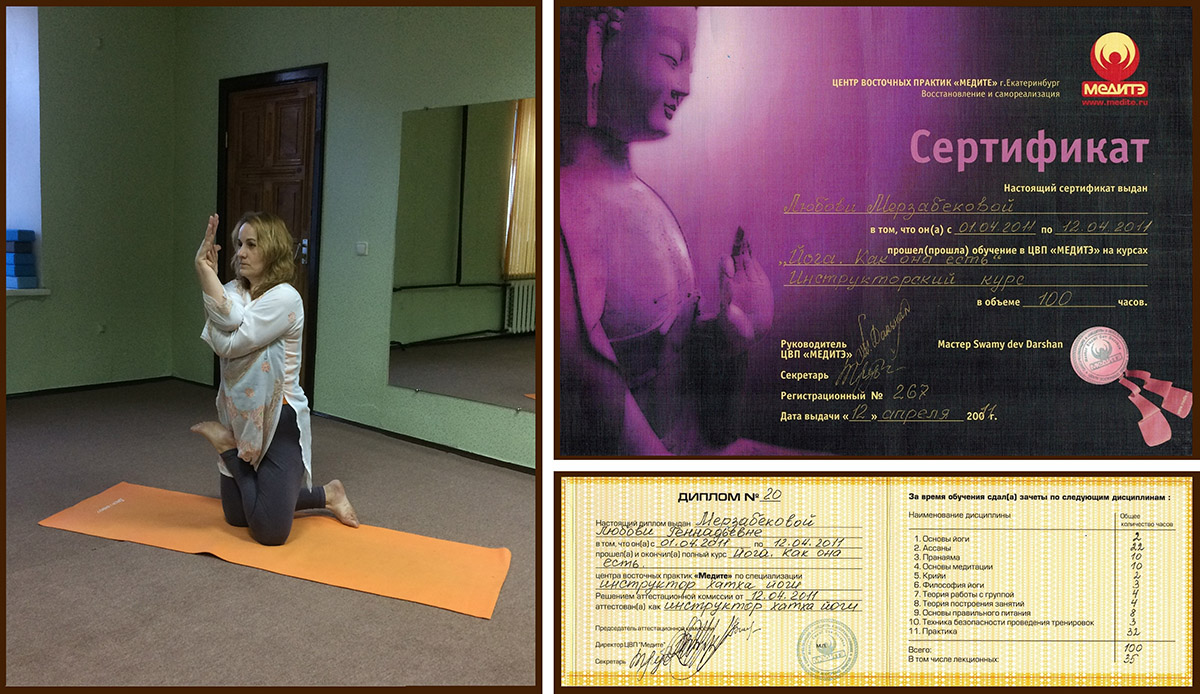 ЦЕНТР ВОСТОЧНЫХ ПРАКТИК «МЕДИТЕ» г.Екатеринбург
Восстановление и самореализация
МЕДИТЭ
www.medite.ru
Сертификат
Настоящий сертификат выдан
Любови Мерзабековой
в том, что он(а) с 01.04.2011 по 12.04.2011
прошел(прошла) обучение в ЦВП «МЕДИТЭ» на курсах
„Йога. Как она есть“
Инструкторский курс
в объеме 100 часов.
Руководитель
ЦВП «МЕДИТЭ»
Мастер Swamy dev Darshan
Секретарь
Регистрационный № 267
Дата выдачи «12» апреля 2011 г.
ДИПЛОМ № 20
Настоящий диплом выдан Мерзабековой
Любови Геннадьевне
в том, что он(а) с 01.04.2011 по 12.04.2011
прошел(а) и окончил(а) полный курс Йога. Как она
есть.
центра восточных практик «Медите» по специализации
инструктор хатха йоги
Решением аттестационной комиссии от 12.04.2011
аттестован(а) как инструктор хатха йоги
Председатель аттестационной комиссии
Директор ЦВП "Медите"
Секретарь
М.П.
За время обучения сдал(а) зачеты по следующим дисциплинам :
Наименование дисциплины Общее количество часов
1. Основы йоги 2
2. Ассаны 22
3. Пранаяма 10
4. Основы медитации 10
5. Крийи 2
6. Философия йоги 3
7. Теория работы с группой 4
8. Теория построения занятий 4
9. Основы правильного питания 8
10. Техника безопасности проведения тренировок 3
11. Практика 32
Всего: 100
В том числе лекционных: 35